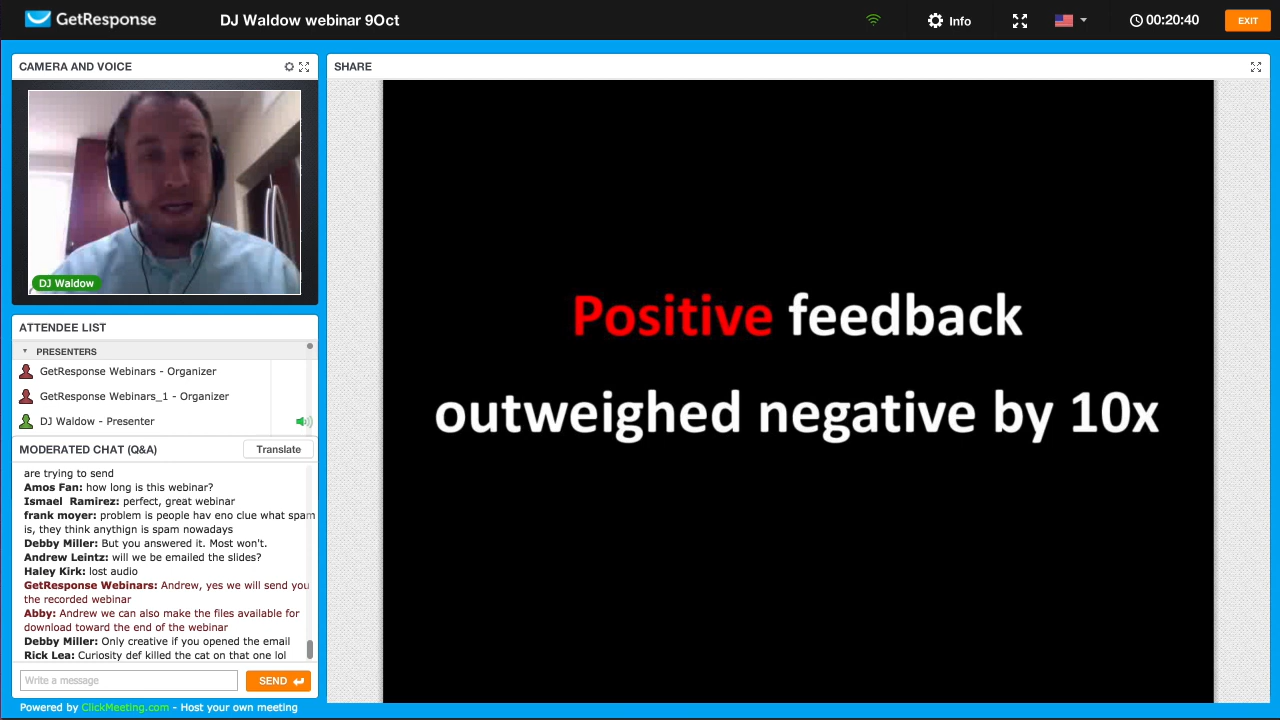 GetResponse
DJ Waldow webinar 9Oct
Info
00:20:40
EXIT
CAMERA AND VOICE
DJ Waldow
ATTENDEE LIST
PRESENTERS
GetResponse Webinars - Organizer
GetResponse Webinars_1 - Organizer
DJ Waldow - Presenter
MODERATED CHAT (Q&A)
Translate
are trying to send
Amos Fan: how long is this webinar?
Ismael Ramirez: perfect, great webinar
frank moyer: problem is people hav eno clue what spam
is, they think anythign is spam nowadays
Debby Miller: But you answered it. Most won't.
Andrew Leintz: will we be emailed the slides?
Haley Kirk: lost audio
GetResponse Webinars: Andrew, yes we will send you
the recorded webinar
Abby: Andrew we can also make the files available for
download toward the end of the webinar
Debby Miller: Only creative if you opened the email
Rick Lea: Curiosity def killed the cat on that one lol
Write a message
SEND
Powered by ClickMeeting.com - Host your own meeting
SHARE
Positive feedback
outweighed negative by 10x